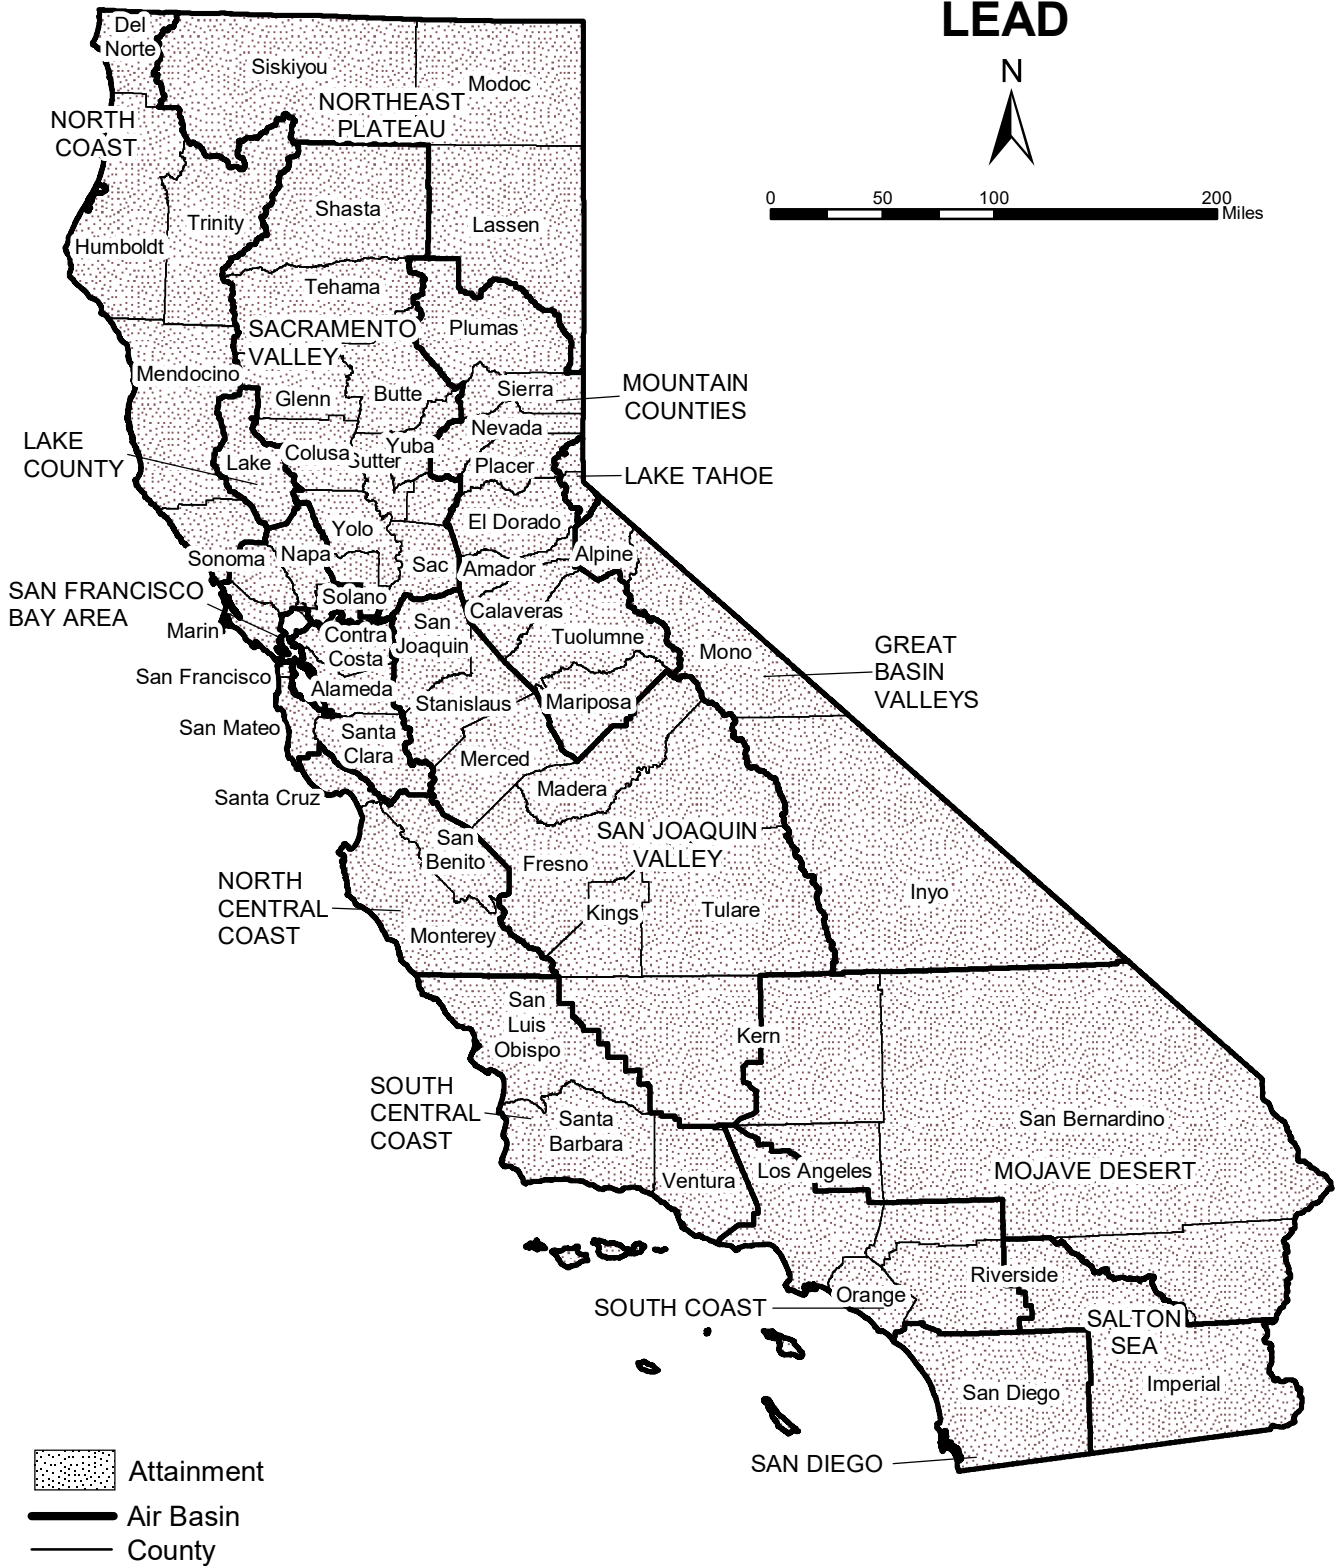 LEAD
N
0 50 100 200
Miles
Del
Norte
Siskiyou
Modoc
NORTHEAST
PLATEAU
NORTH
COAST
Shasta
Trinity
Lassen
Humboldt
Tehama
SACRAMENTO
VALLEY
Plumas
Mendocino
Glenn
Butte
Sierra
MOUNTAIN
COUNTIES
Nevada
LAKE
COUNTY
Lake
Colusa
Sutter
Yuba
Placer
LAKE TAHOE
Yolo
El Dorado
Sonoma
Napa
Sac
Amador
Alpine
SAN FRANCISCO
BAY AREA
Solano
Marin
Contra
Costa
San
Joaquin
Calaveras
Tuolumne
Mono
GREAT
BASIN
VALLEYS
San Francisco
Alameda
Stanislaus
Mariposa
San Mateo
Santa
Clara
Merced
Santa Cruz
Madera
San
Benito
Fresno
SAN JOAQUIN
VALLEY
NORTH
CENTRAL
COAST
Monterey
Kings
Tulare
Inyo
San
Luis
Obispo
Kern
SOUTH
CENTRAL
COAST
Santa
Barbara
Ventura
Los Angeles
San Bernardino
MOJAVE DESERT
SOUTH COAST
Orange
Riverside
SALTON
SEA
San Diego
Imperial
SAN DIEGO
Attainment
Air Basin
County